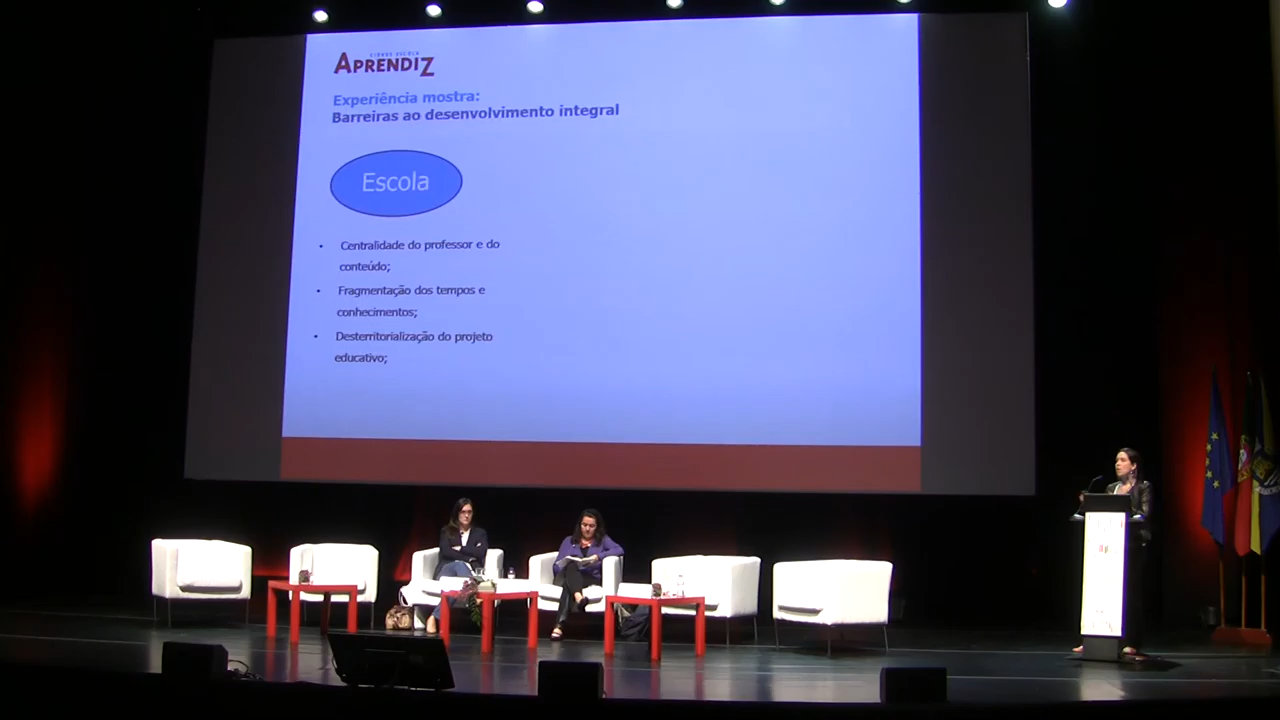 CIDADE ESCOLA
APRENDIZ
Experiência mostra:
Barreiras ao desenvolvimento integral
Escola
• Centralidade do professor e do
conteúdo;
• Fragmentação dos tempos e
conhecimentos;
• Desterritorialização do projeto
educativo;